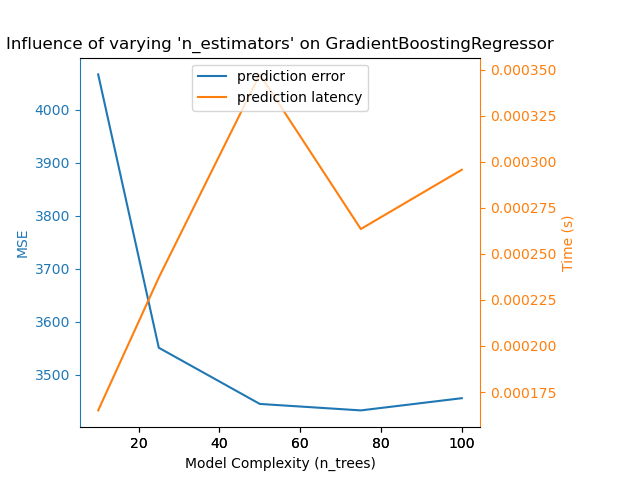 Influence of varying 'n_estimators' on GradientBoostingRegressor
prediction error
prediction latency
MSE
4000
3900
3800
3700
3600
3500
0.000350
0.000325
0.000300
0.000275
0.000250
0.000225
0.000200
0.000175
Time (s)
20 40 60 80 100
Model Complexity (n_trees)